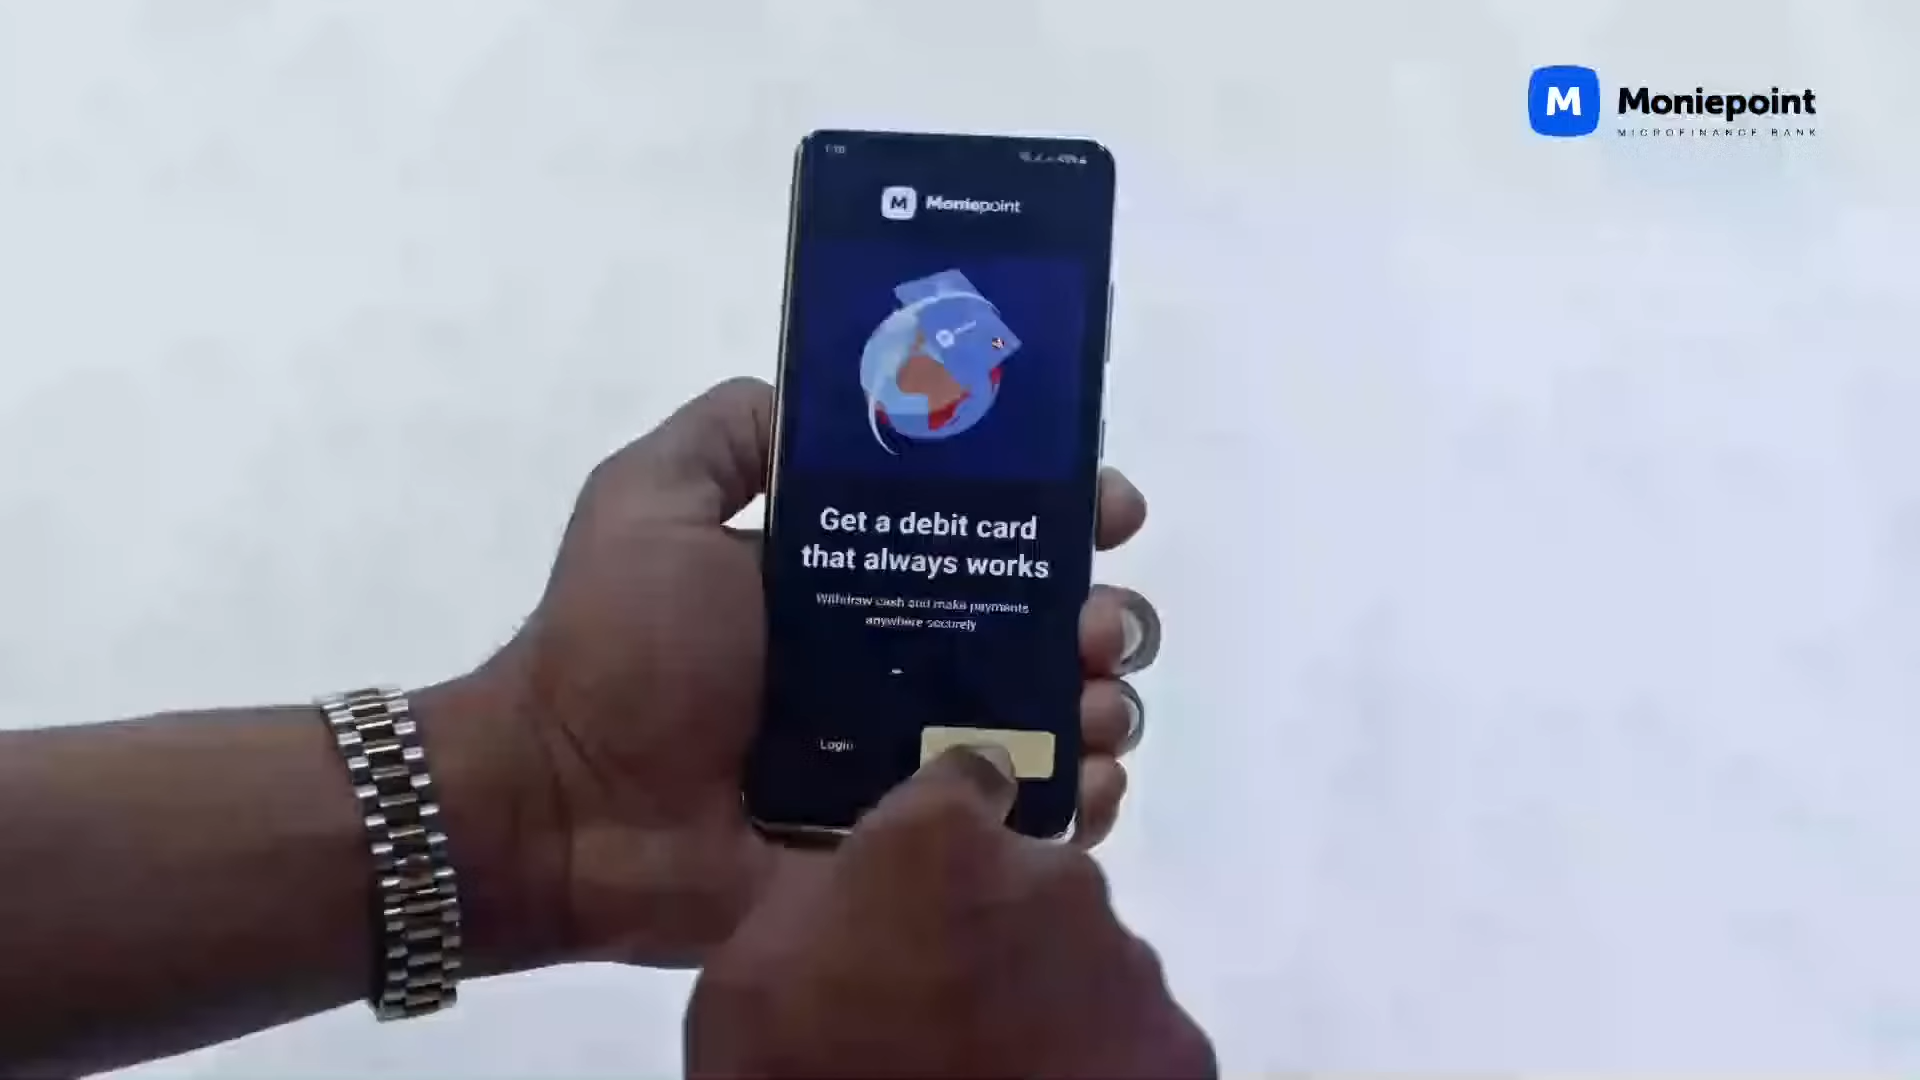 M Moniepoint
MICROFINANCE BANK
M Moniepoint
Get a debit card
that always works
Withdraw cash and make payments
anywhere securely
Login